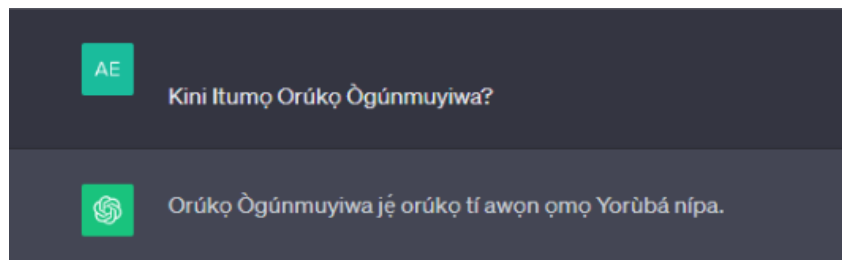 AE
Kini Itumọ Orúkọ Ògúnmuyiwa?
Orúkọ Ògúnmuyiwa jẹ́ orúkọ tí awọn ọmọ Yorùbá nípa.